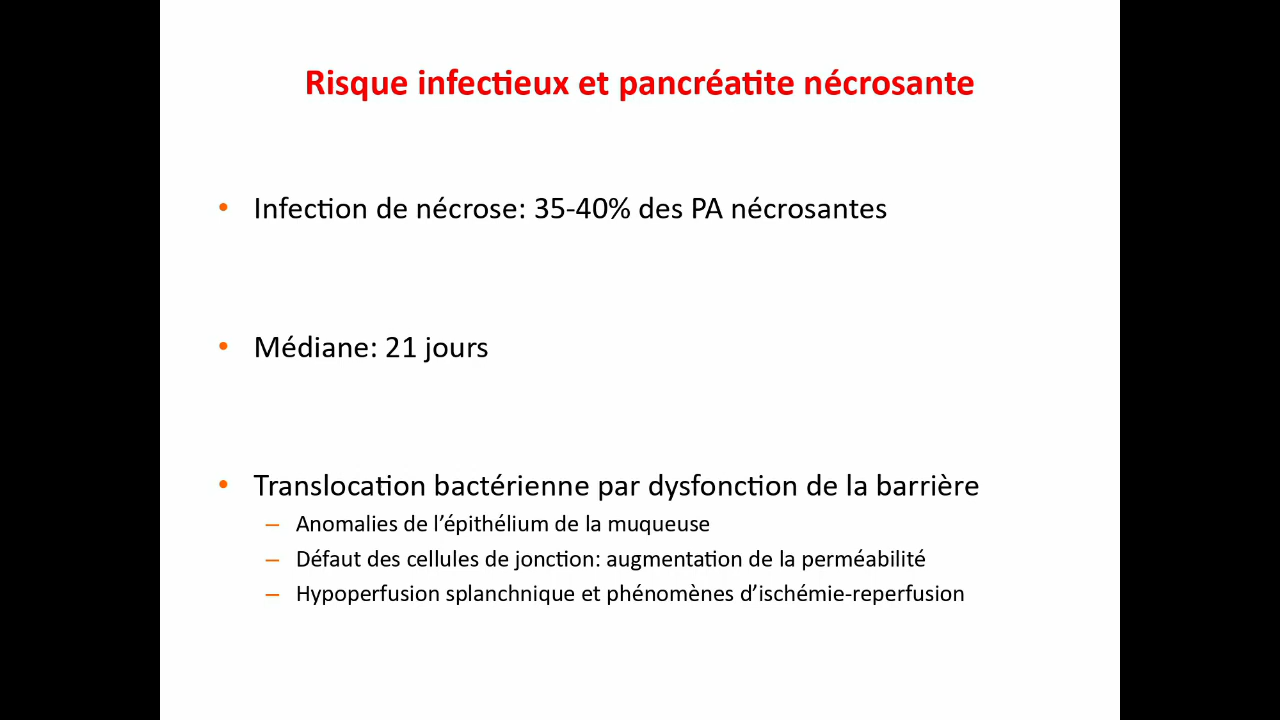 Risque infectieux et pancréatite nécrosante
• Infection de nécrose: 35-40% des PA nécrosantes
• Médiane: 21 jours
• Translocation bactérienne par dysfonction de la barrière
– Anomalies de l’épithélium de la muqueuse
– Défaut des cellules de jonction: augmentation de la perméabilité
– Hypoperfusion splanchnique et phénomènes d’ischémie-reperfusion